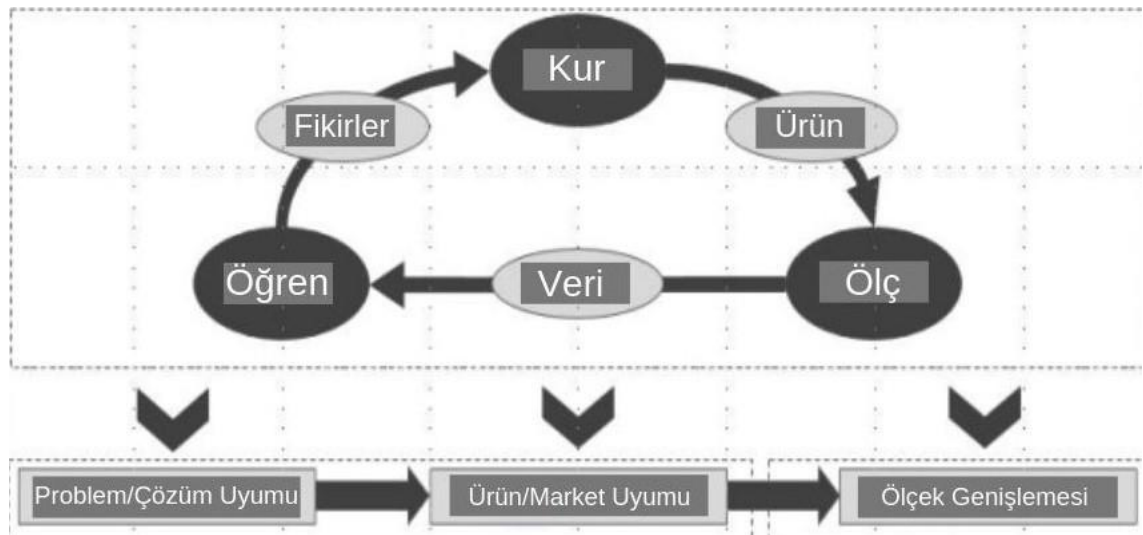 Kur
Fikirler
Ürün
Öğren
Veri
Ölç
Problem/Çözüm Uyumu
Ürün/Market Uyumu
Ölçek Genişlemesi